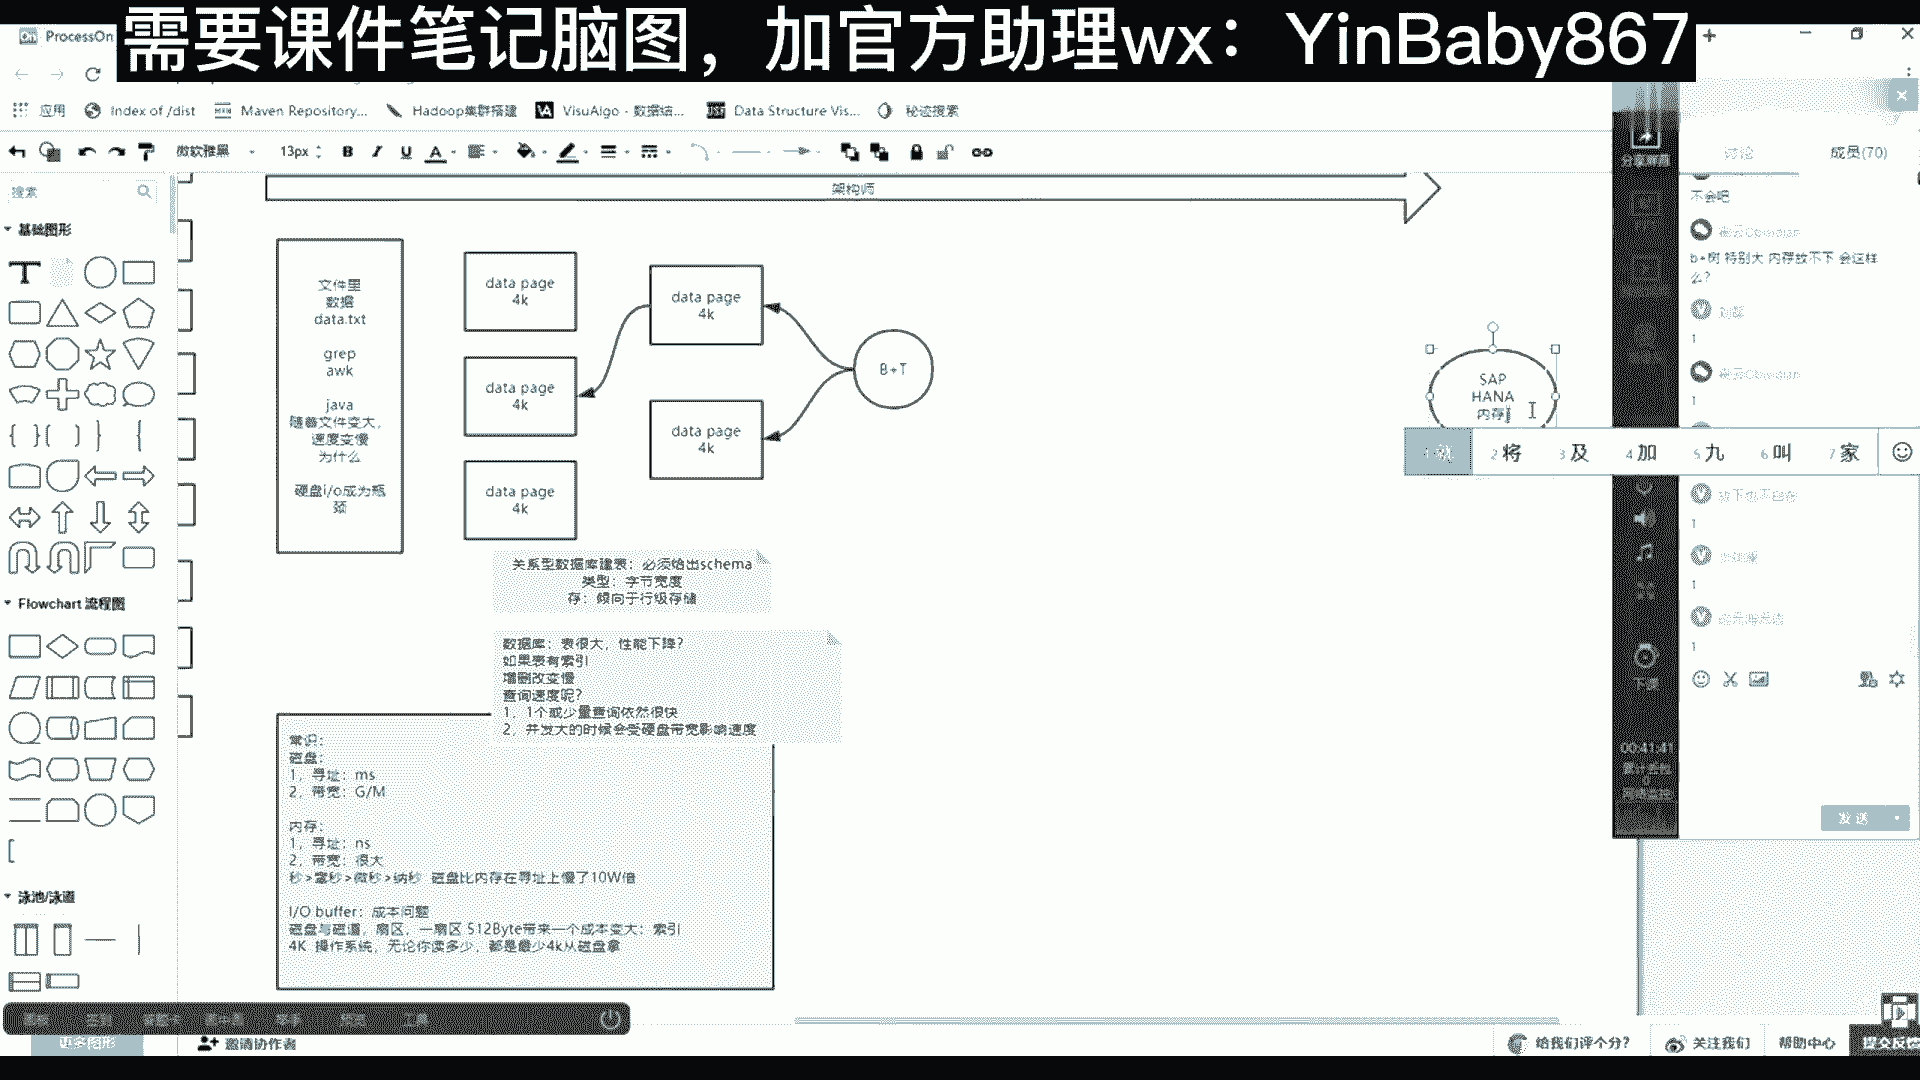 需要课件笔记脑图，加官方助理wx：YinBaby867
ProcessOn
应用
Index of /dist
Maven Repository...
Hadoop集群搭建
VisuAlgo - 数据结...
Data Structure Vis...
秘迹搜索
微软雅黑
13px
搜索
基础图形
Flowchart 流程图
泳池/泳道
更多图形
架构师
文件里
数据
data.txt
grep
awk
java
随着文件变大，
速度变慢
为什么
硬盘i/o成为瓶
颈
data page
4k
data page
4k
data page
4k
data page
4k
data page
4k
B+T
SAP
HANA
内存
1 就
2 将
3 及
4 加
5 九
6 叫
7 家
关系型数据库建表：必须给出schema
类型：字节宽度
存：倾向于行级存储
数据库：表很大，性能下降？
如果表有索引
增删改变慢
查询速度呢？
1，1个或少量查询依然很快
2，并发大的时候会受硬盘带宽影响速度
常识：
磁盘：
1，寻址：ms
2，带宽：G/M
内存：
1，寻址：ns
2，带宽：很大
秒>毫秒>微秒>纳秒 磁盘比内存在寻址上慢了10W倍
I/O buffer：成本问题
磁盘与磁道，扇区，一扇区 512Byte带来一个成本变大：索引
4K 操作系统，无论你读多少，都是最少4k从磁盘拿
分享屏幕
讨论
成员(70)
不会吧
b+树 特别大 内存放不下 会这样
么？
1
1
1
1
1
下课
00:41:41
发送
工具
邀请协作者
给我们评个分？
关注我们
帮助中心
提交反馈